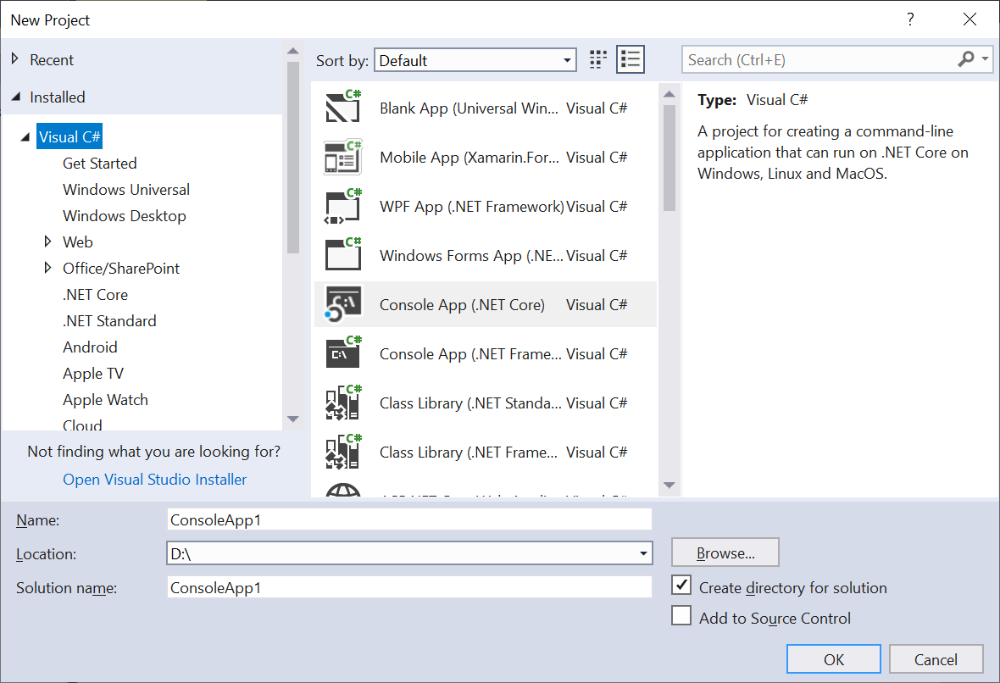 New Project
?
Recent
Installed
Visual C#
Get Started
Windows Universal
Windows Desktop
Web
Office/SharePoint
.NET Core
.NET Standard
Android
Apple TV
Apple Watch
Cloud
Not finding what you are looking for?
Open Visual Studio Installer
Sort by: Default
Search (Ctrl+E)
C# Blank App (Universal Win... Visual C#
C# Mobile App (Xamarin.For... Visual C#
C# WPF App (.NET Framework) Visual C#
C# Windows Forms App (.NE... Visual C#
C:\ Console App (.NET Core) Visual C#
C# C:\ Console App (.NET Frame... Visual C#
C# Class Library (.NET Standa... Visual C#
C# Class Library (.NET Frame... Visual C#
Type: Visual C#
A project for creating a command-line
application that can run on .NET Core on
Windows, Linux and MacOS.
Name: ConsoleApp1
Location: D:\
Browse...
Solution name: ConsoleApp1
Create directory for solution
Add to Source Control
OK
Cancel